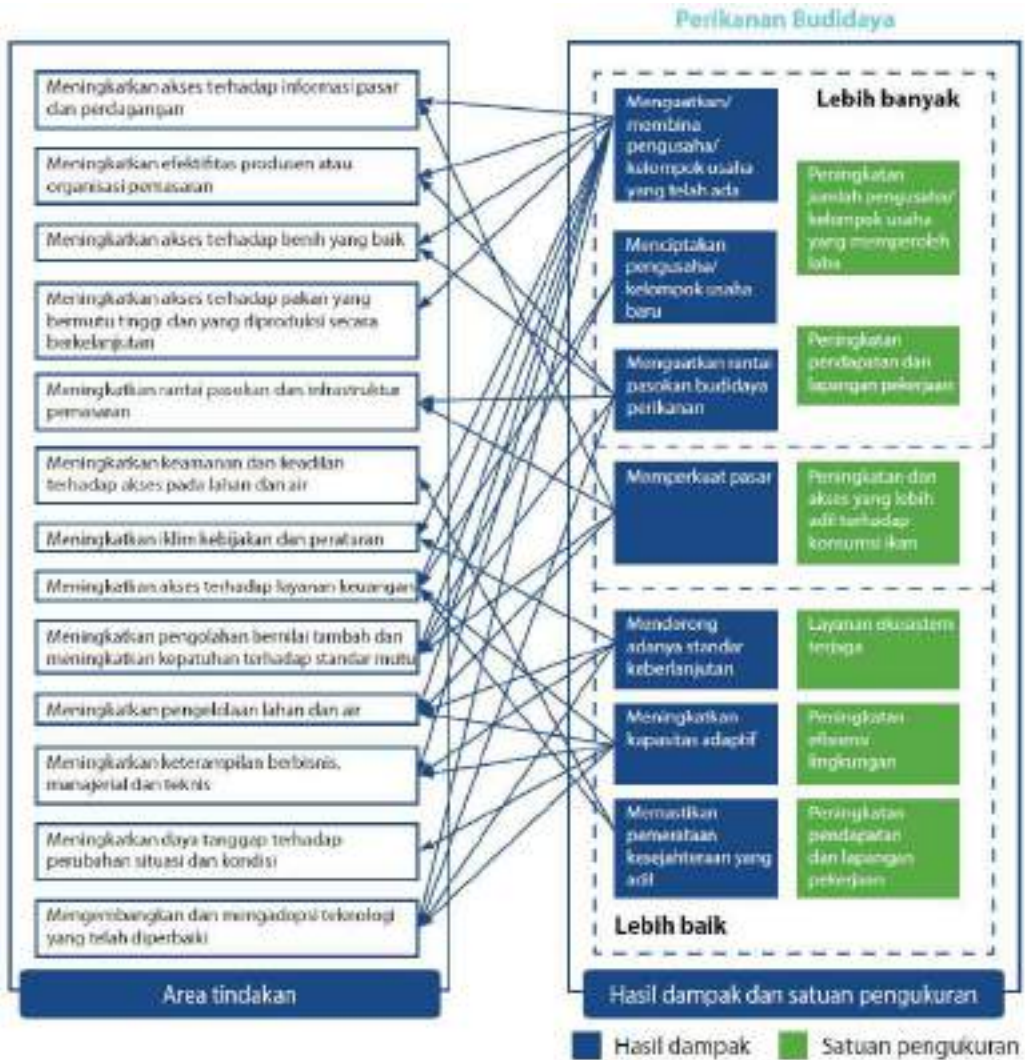 Perikanan Budidaya
Meningkatkan akses terhadap informasi pasar
dan perdagangan
Meningkatkan efektifitas produsen atau
organisasi pemasaran
Meningkatkan akses terhadap benih yang baik
Meningkatkan akses terhadap pakan yang
bermutu tinggi dan yang diproduksi secara
berkelanjutan
Meningkatkan rantai pasokan dan infrastruktur
pemasaran
Meningkatkan keamanan dan keadilan
terhadap akses pada lahan dan air
Meningkatkan iklim kebijakan dan peraturan
Meningkatkan akses terhadap layanan keuangan
Meningkatkan pengolahan bernilai tambah dan
meningkatkan kepatuhan terhadap standar mutu
Meningkatkan pengelolaan lahan dan air
Meningkatkan keterampilan berbisnis,
manajerial dan teknis
Meningkatkan daya tanggap terhadap
perubahan situasi dan kondisi
Mengembangkan dan mengadopsi teknologi
yang telah diperbaiki
Area tindakan
Lebih banyak
Menguatkan/
membina
pengusaha/
kelompok usaha
yang telah ada
Peningkatan
jumlah pengusaha/
kelompok usaha
yang memperoleh
laba
Menciptakan
pengusaha/
kelompok usaha
baru
Menguatkan rantai
pasokan budidaya
perikanan
Peningkatan
pendapatan dan
lapangan pekerjaan
Memperkuat pasar
Peningkatan dan
akses yang lebih
adil terhadap
konsumsi ikan
Mendorong
adanya standar
keberlanjutan
Layanan ekosistem
terjaga
Meningkatkan
kapasitas adaptif
Peningkatan
efisiensi
lingkungan
Memastikan
pemerataan
kesejahteraan yang
adil
Peningkatan
pendapatan
dan lapangan
pekerjaan
Lebih baik
Hasil dampak dan satuan pengukuran
Hasil dampak
Satuan pengukuran